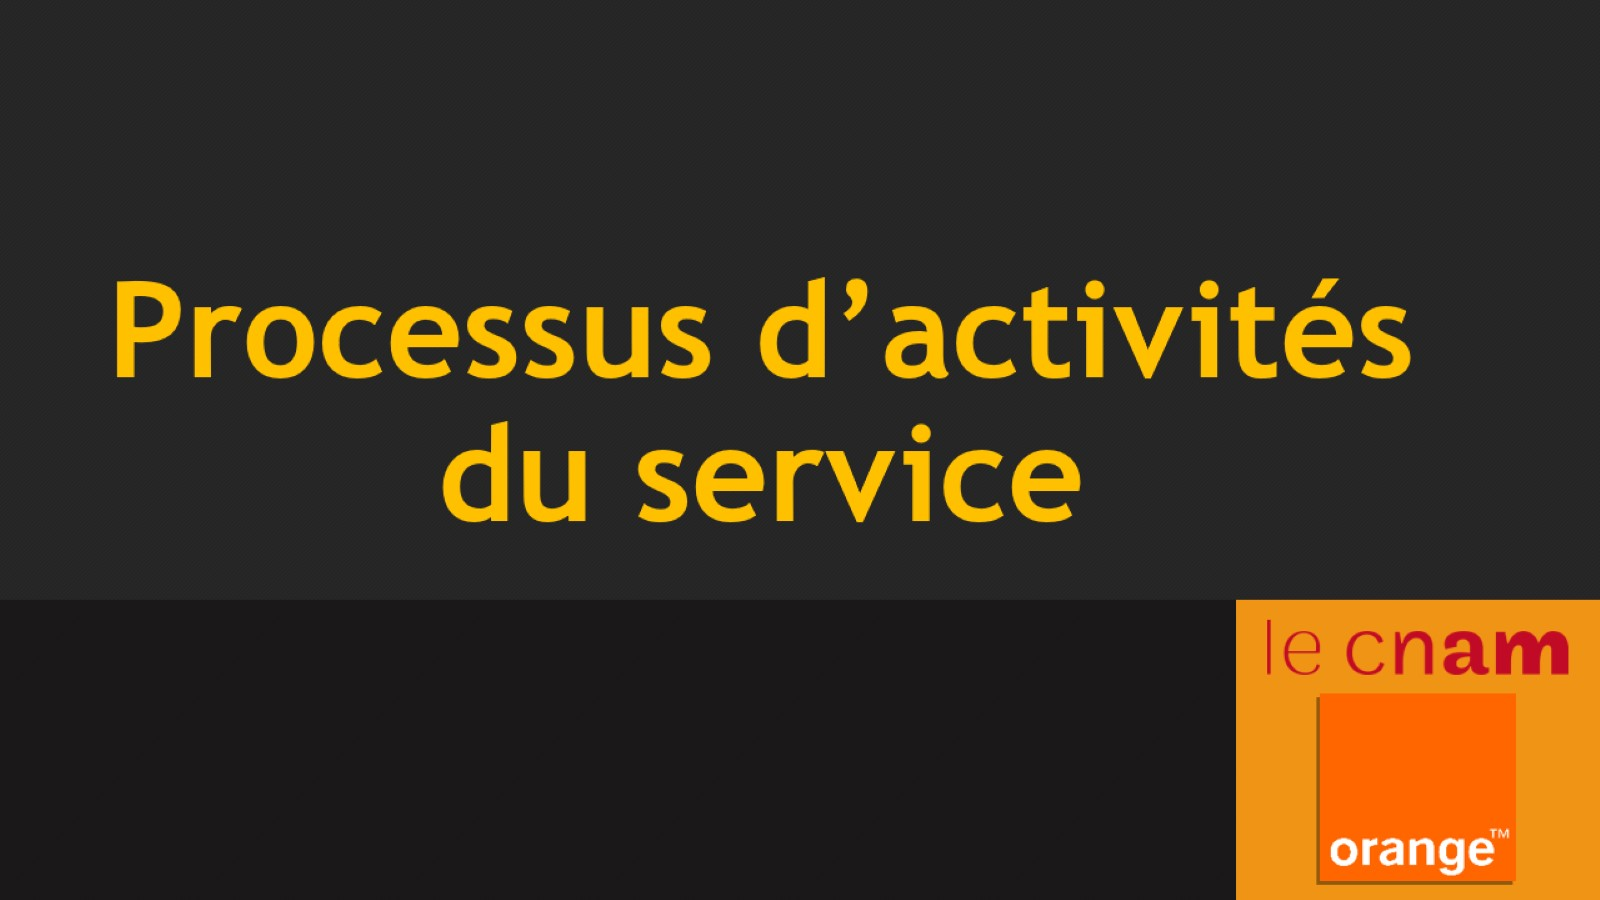 Processus d’activités
du service
le cnam
orange™